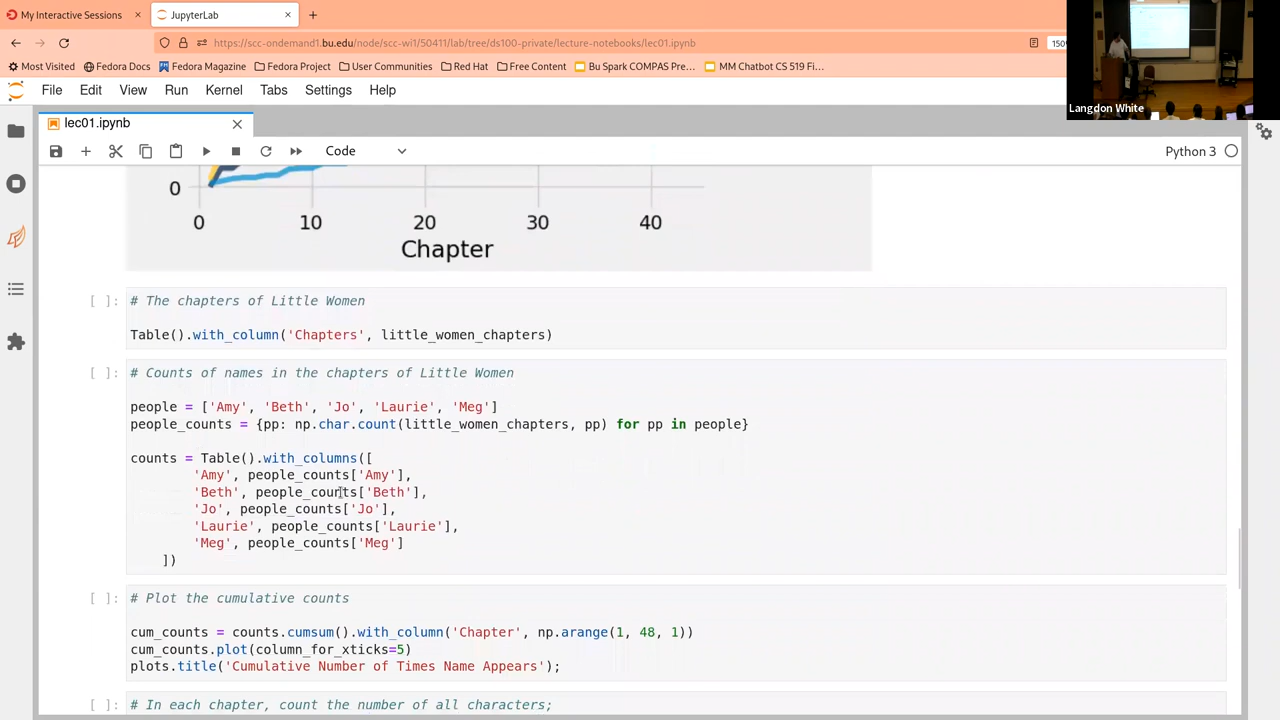 My Interactive Sessions
JupyterLab
https://scc-ondemand1.bu.edu/node/scc-wi1/50411/lab/tree/ds100-private/lecture-notebooks/lec01.ipynb
150
Most Visited
Fedora Docs
Fedora Magazine
Fedora Project
User Communities
Red Hat
Free Content
Bu Spark COMPAS Pre…
MM Chatbot CS 519 Fi…
Langdon White
File Edit View Run Kernel Tabs Settings Help
lec01.ipynb
Code
Python 3
0
0 10 20 30 40
Chapter
[ ]: # The chapters of Little Women
Table().with_column('Chapters', little_women_chapters)
[ ]: # Counts of names in the chapters of Little Women
people = ['Amy', 'Beth', 'Jo', 'Laurie', 'Meg']
people_counts = {pp: np.char.count(little_women_chapters, pp) for pp in people}
counts = Table().with_columns([
'Amy', people_counts['Amy'],
'Beth', people_counts['Beth'],
'Jo', people_counts['Jo'],
'Laurie', people_counts['Laurie'],
'Meg', people_counts['Meg']
])
[ ]: # Plot the cumulative counts
cum_counts = counts.cumsum().with_column('Chapter', np.arange(1, 48, 1))
cum_counts.plot(column_for_xticks=5)
plots.title('Cumulative Number of Times Name Appears');
[ ]: # In each chapter, count the number of all characters;